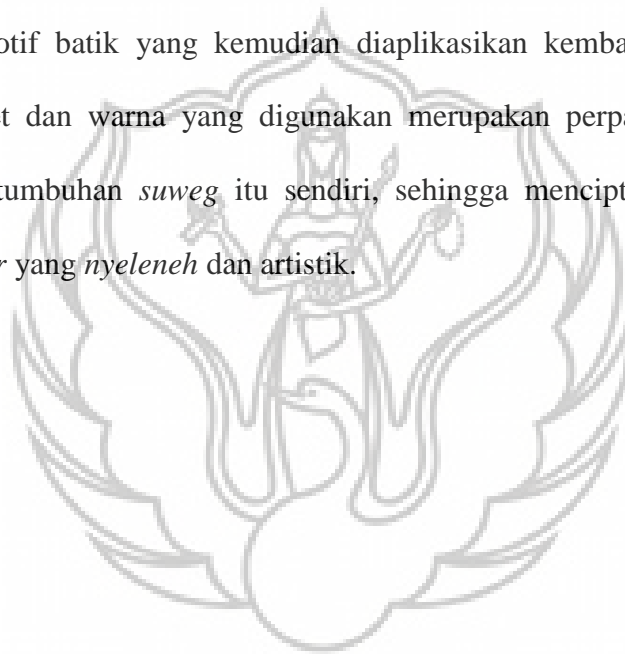 otif batik yang kemudian diaplikasikan kemba
t dan warna yang digunakan merupakan perpa
tumbuhan suweg itu sendiri, sehingga mencipt
r yang nyeleneh dan artistik.